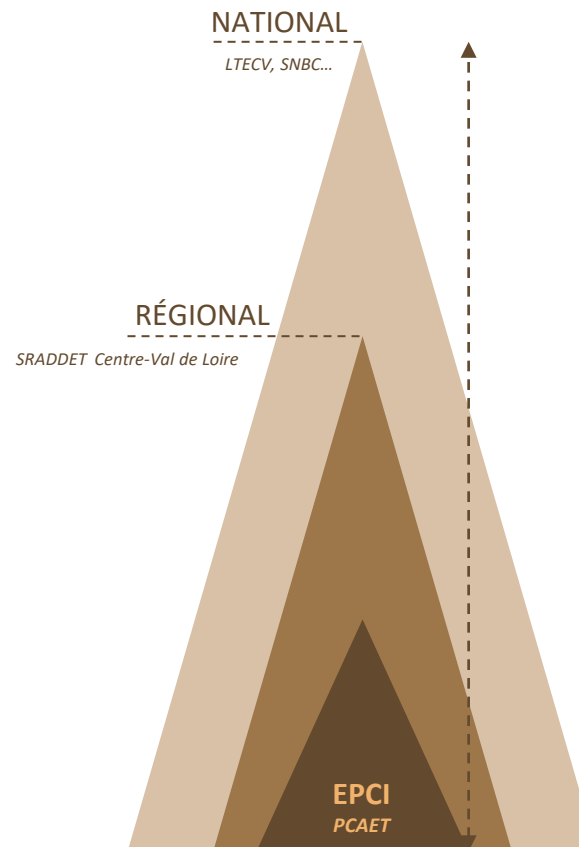 NATIONAL
LTECV, SNBC…
RÉGIONAL
SRADDET Centre-Val de Loire
EPCI
PCAET